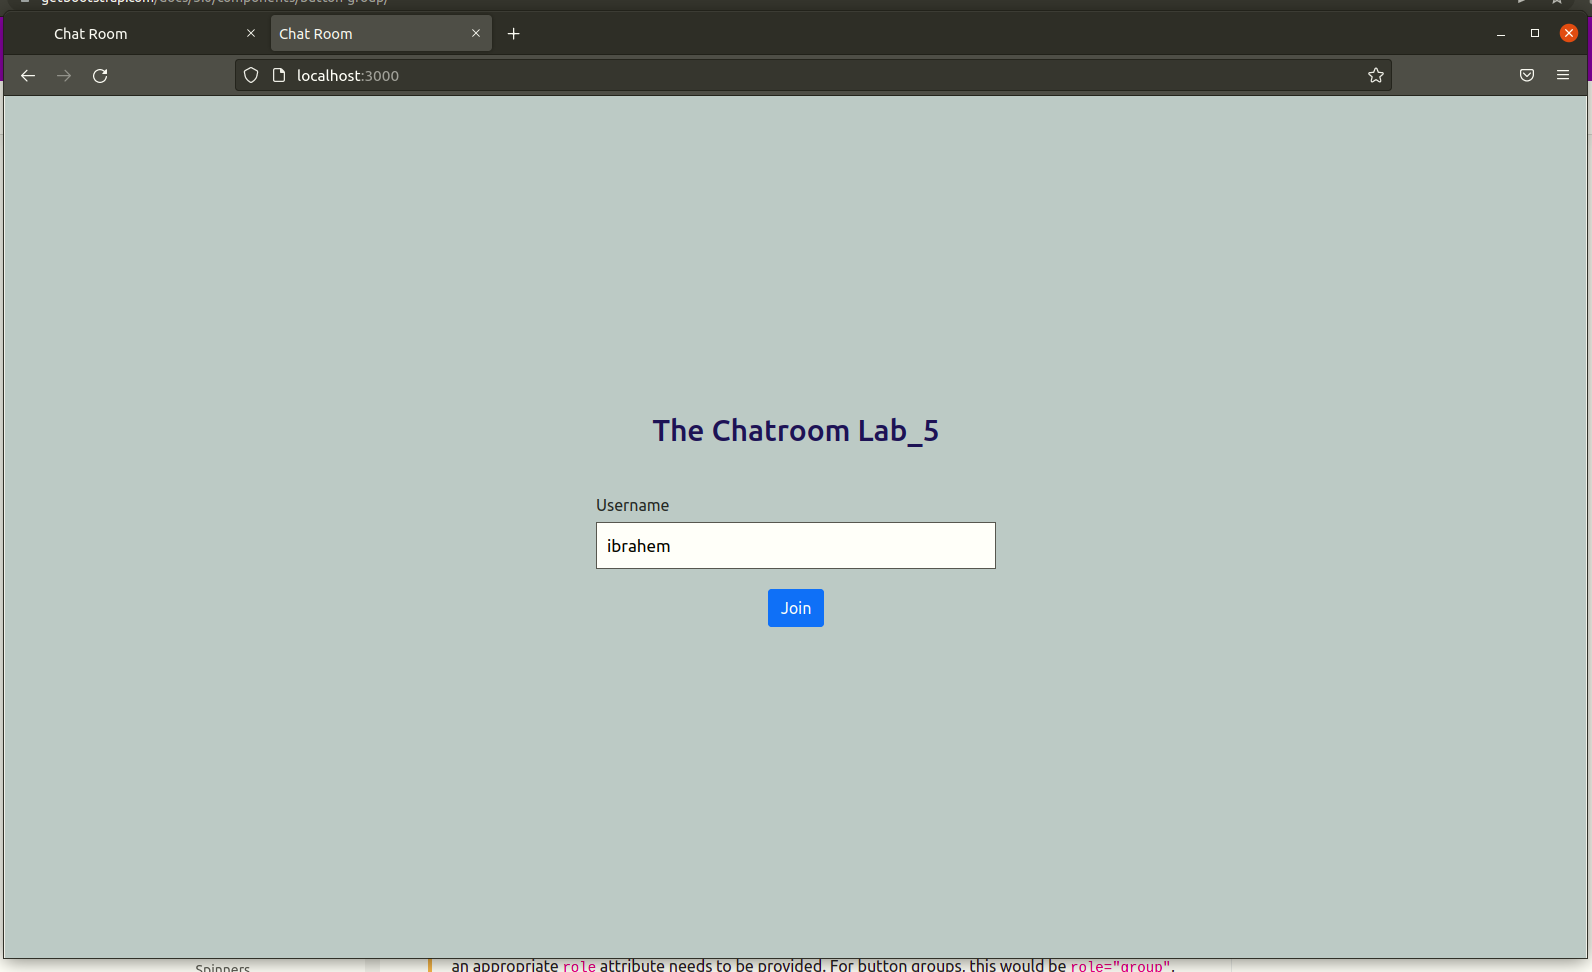 getbootstrap.com/docs/5.0/components/button-group/
Chat Room
Chat Room
localhost:3000
The Chatroom Lab_5
Username
ibrahem
Join
Spinners
an appropriate role attribute needs to be provided. For button groups, this would be role="group",